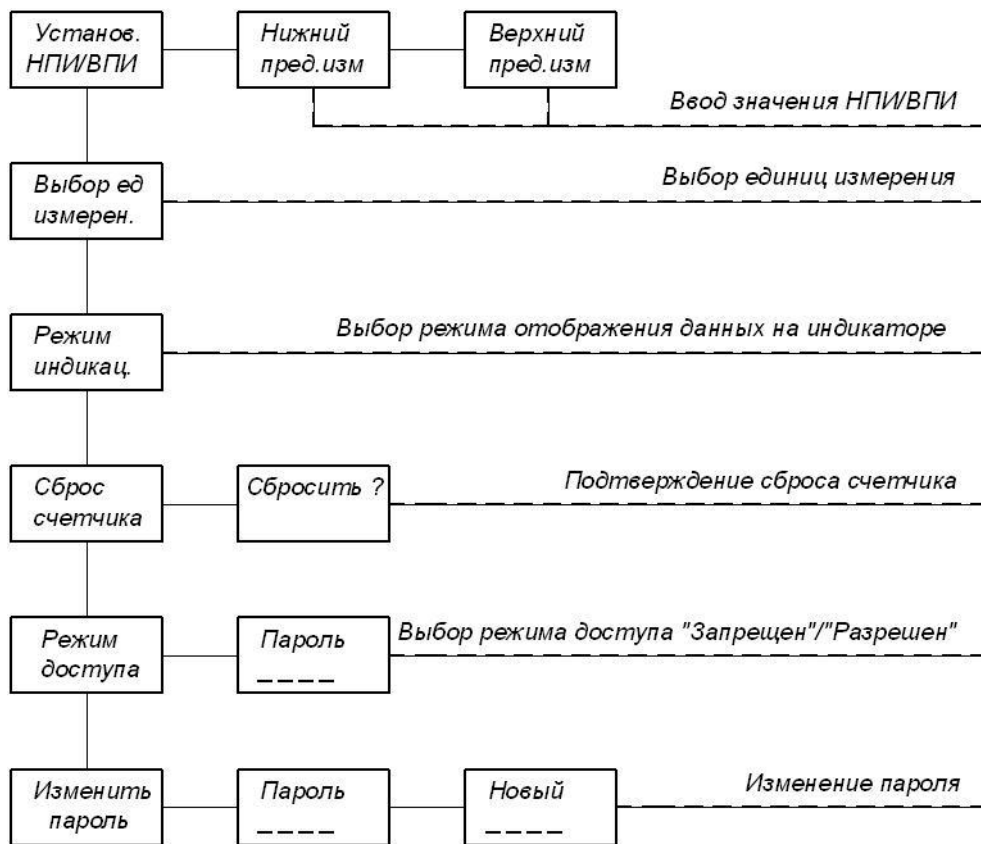 Установ.
НПИ/ВПИ
Нижний
пред.изм
Верхний
пред.изм
Ввод значения НПИ/ВПИ
Выбор ед
измерен.
Выбор единиц измерения
Режим
индикац.
Выбор режима отображения данных на индикаторе
Сброс
счетчика
Сбросить ?
Подтверждение сброса счетчика
Режим
доступа
Пароль
_ _ _ _
Выбор режима доступа "Запрещен"/"Разрешен"
Изменить
пароль
Пароль
_ _ _ _
Новый
_ _ _ _
Изменение пароля